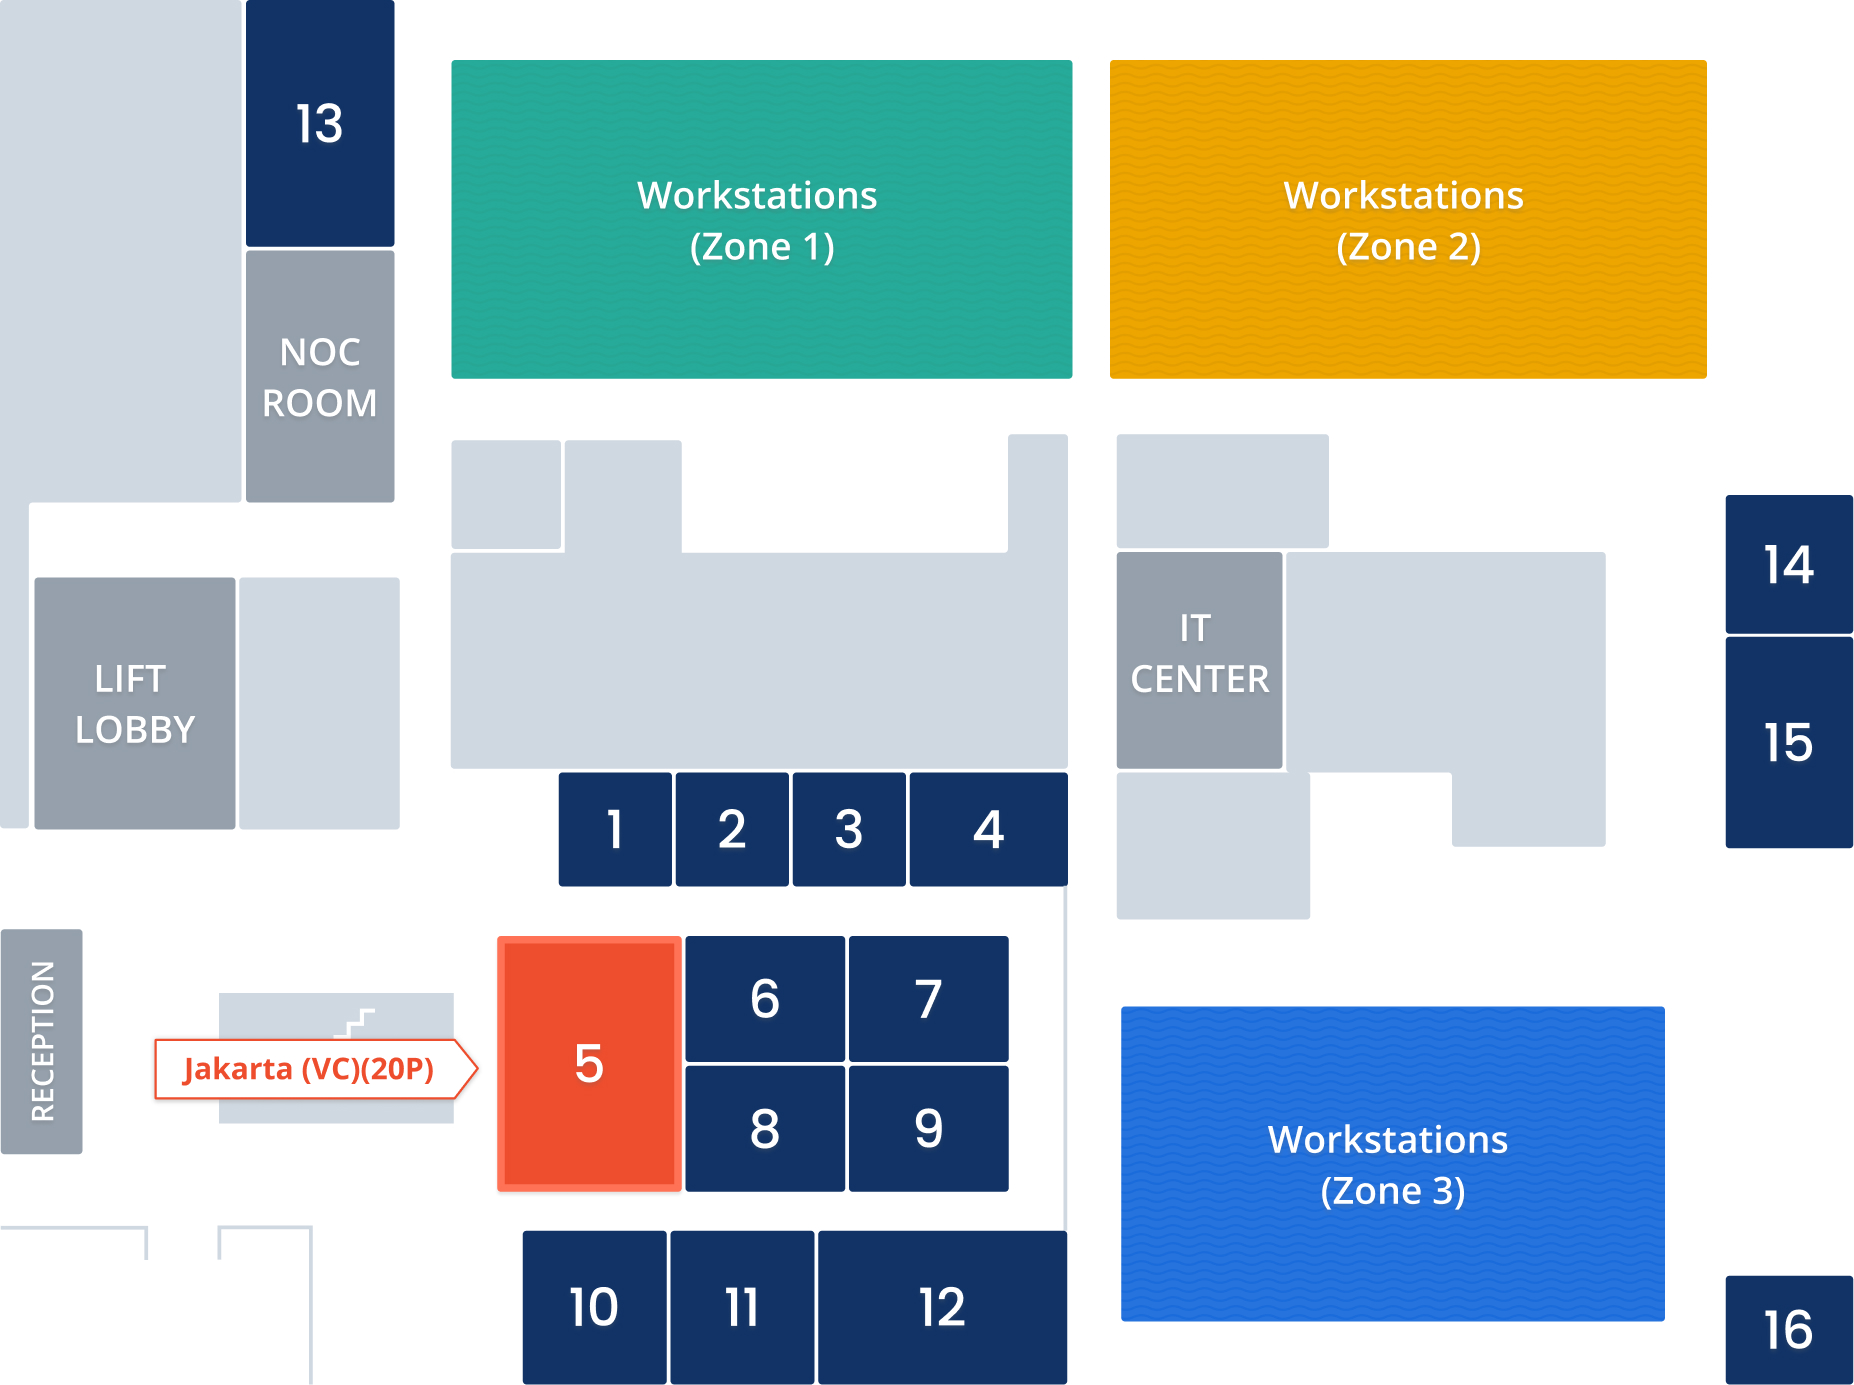 13
Workstations
(Zone 1)
Workstations
(Zone 2)
NOC
ROOM
LIFT
LOBBY
IT
CENTER
14
15
1
2
3
4
RECEPTION
Jakarta (VC)(20P)
5
6
7
8
9
Workstations
(Zone 3)
10
11
12
16